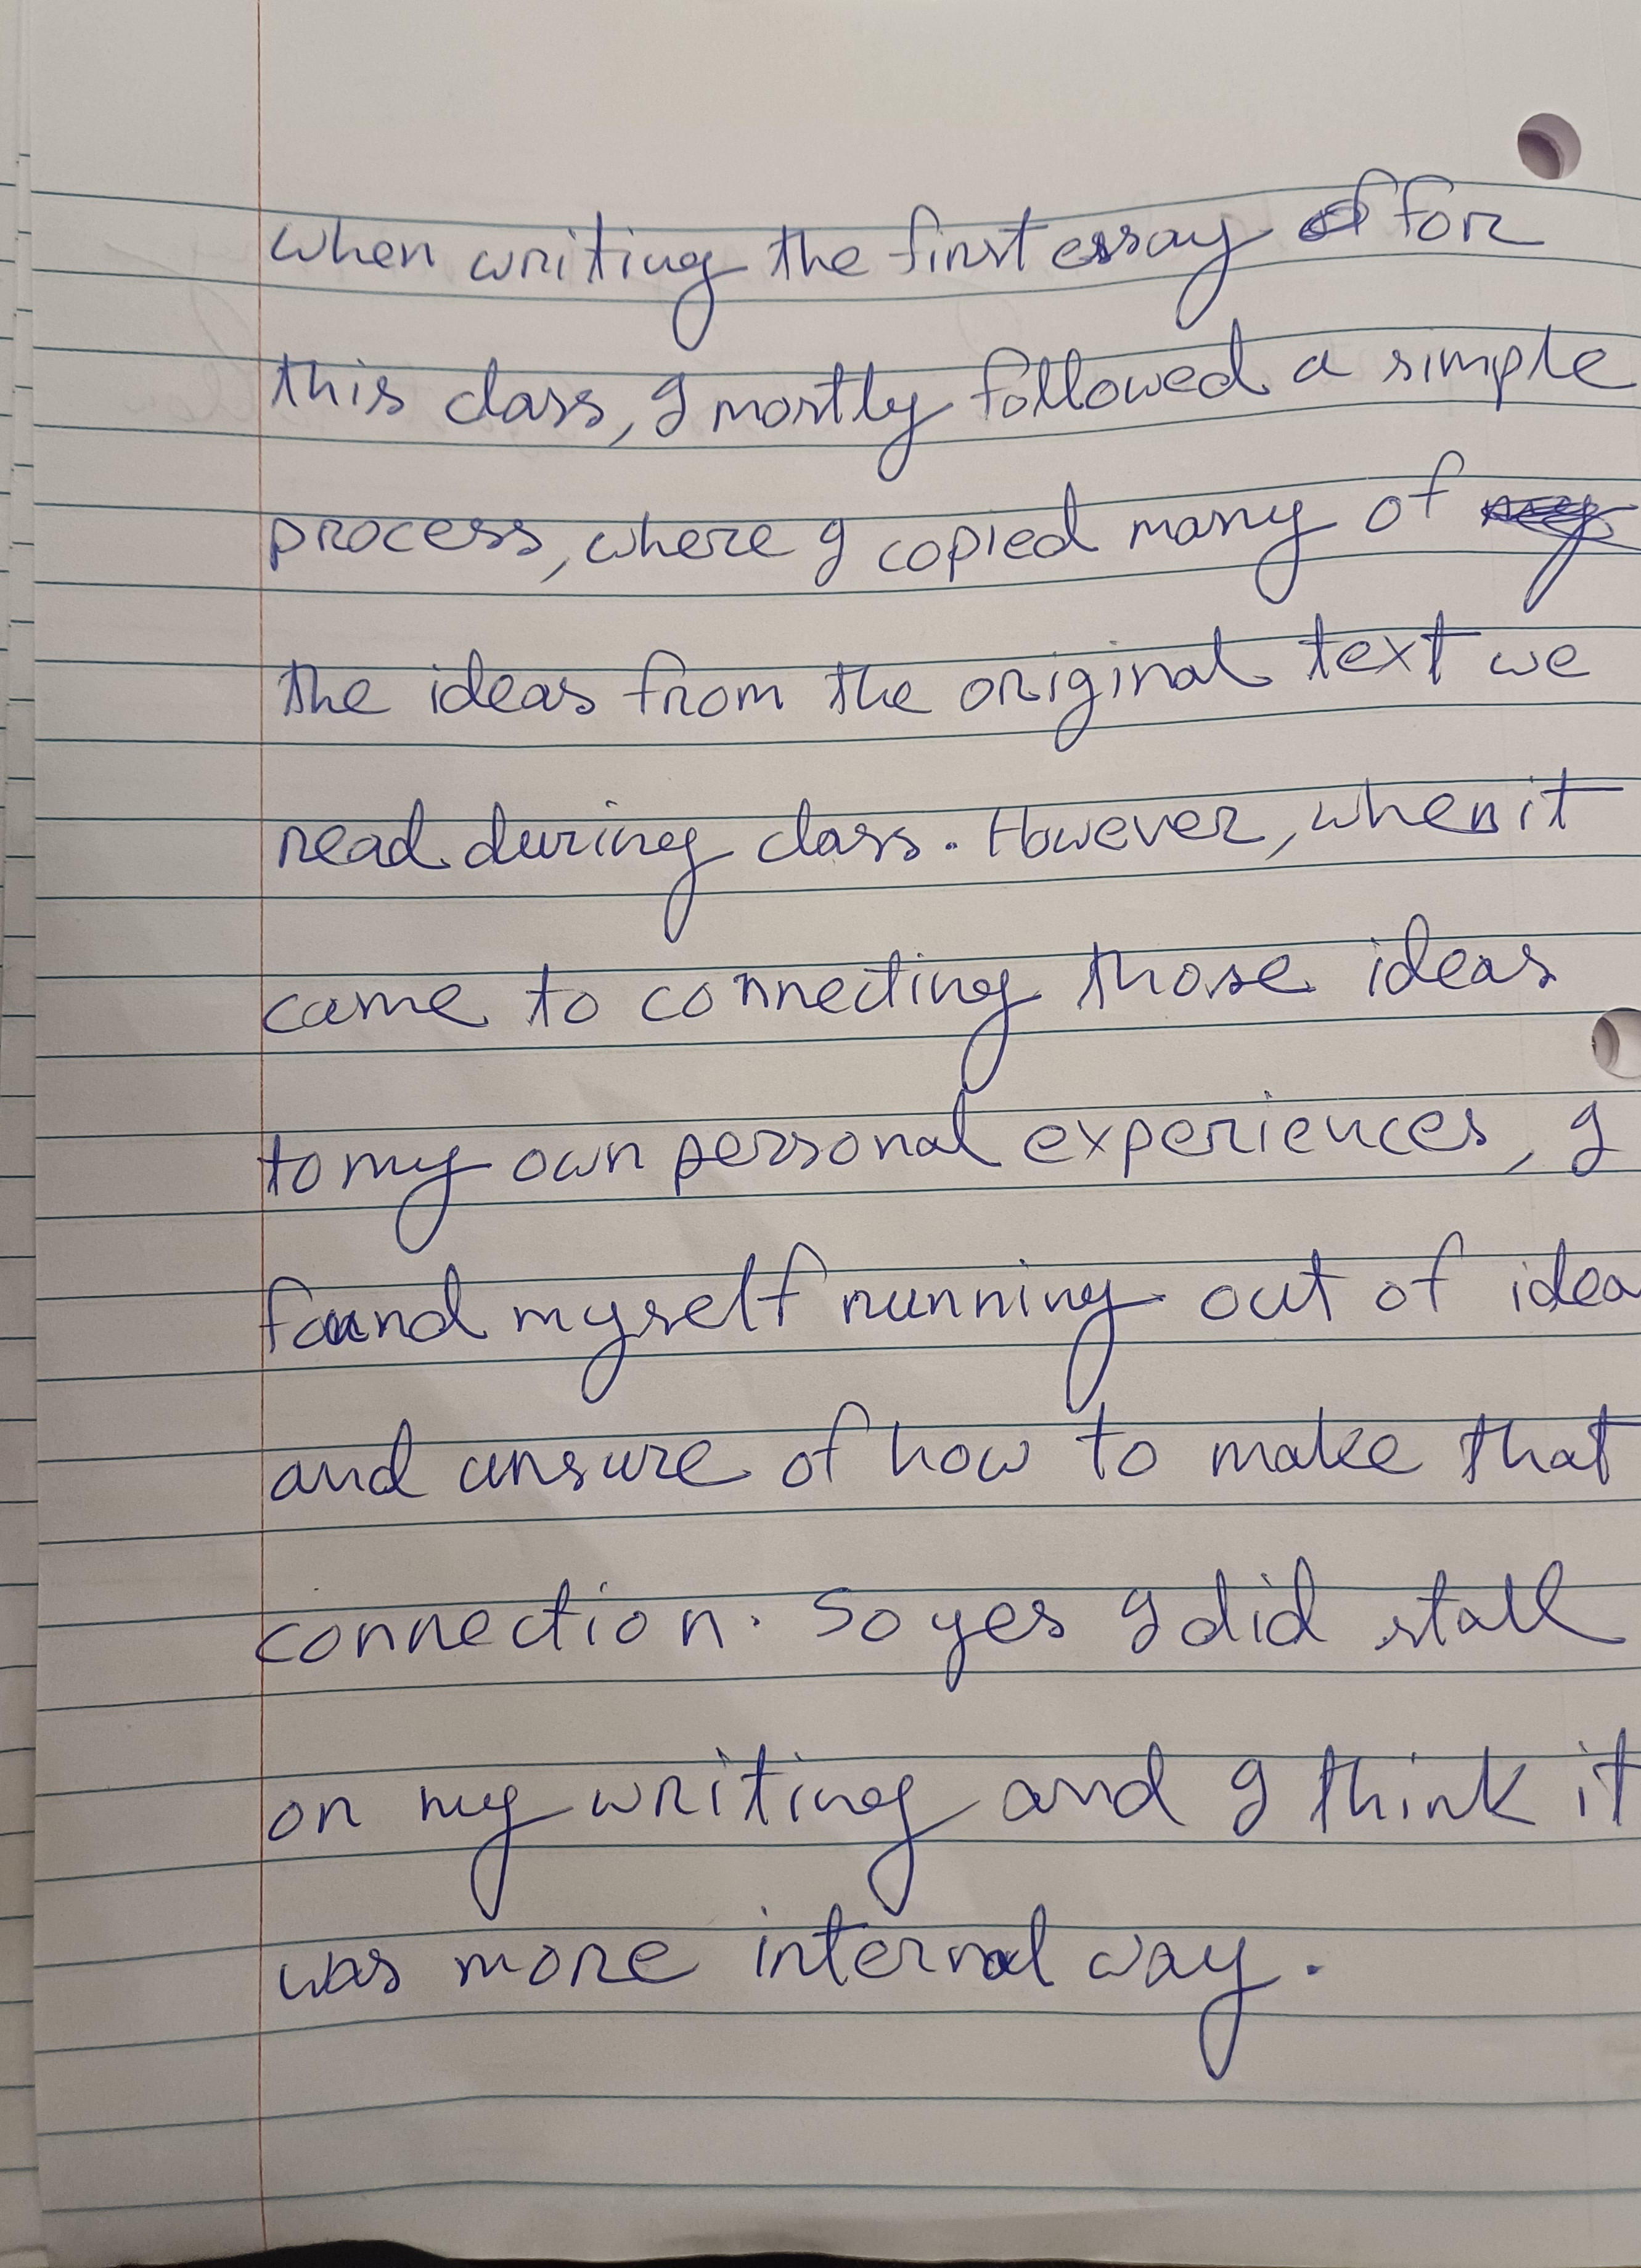 when writing the first essay for
this class, I mostly followed a simple
process, where I copied many of
the ideas from the original text we
read during class. However, when it
came to connecting those ideas
to my own personal experiences, I
found myself running out of idea
and unsure of how to make that
connection. So yes I did stall
on my writing and I think it
was more internal way.